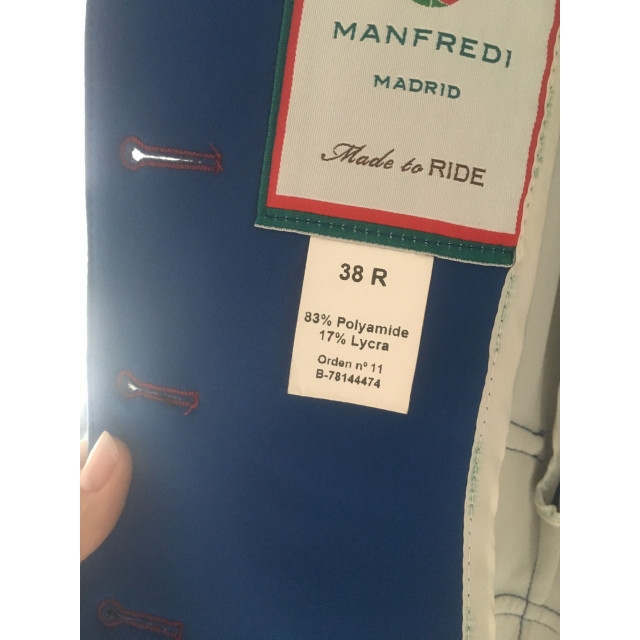 MANFREDI
MADRID
Made to RIDE
38 R
83% Polyamide
17% Lycra
Orden nº 11
B-78144474